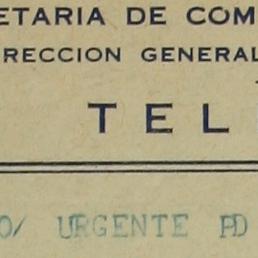 ETARIA DE COM
RECCION GENERAL
TEL
O/ URGENTE PD